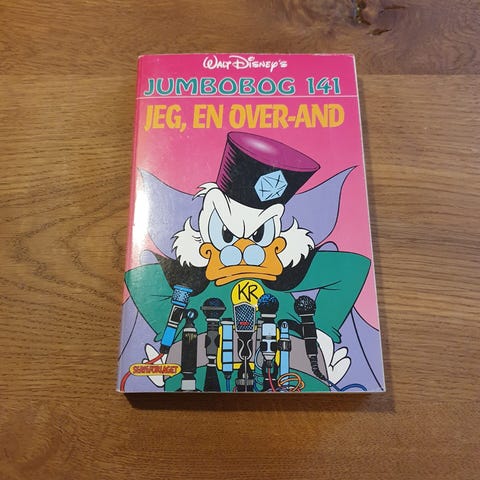 Walt Disney's
JUMBOBOG 141
JEG, EN OVER-AND
KR
SERIEFORLAGET